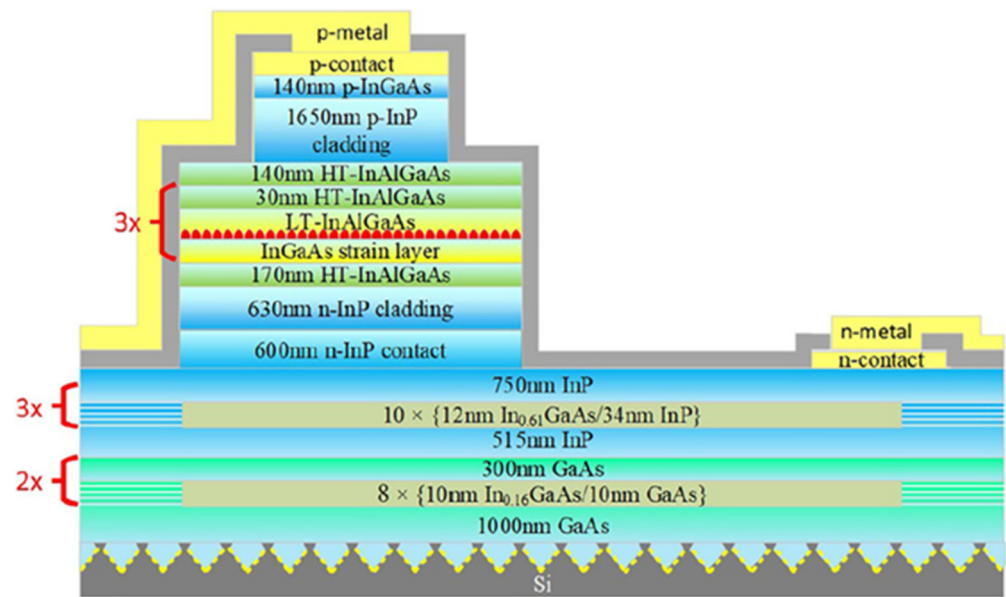 p-metal
p-contact
140nm p-InGaAs
1650nm p-InP
cladding
140nm HT-InAlGaAs
30nm HT-InAlGaAs
3x
LT-InAlGaAs
InGaAs strain layer
170nm HT-InAlGaAs
630nm n-InP cladding
600nm n-InP contact
n-metal
n-contact
750nm InP
3x
10 × {12nm In0.61GaAs/34nm InP}
515nm InP
300nm GaAs
2x
8 × {10nm In0.16GaAs/10nm GaAs}
1000nm GaAs
Si